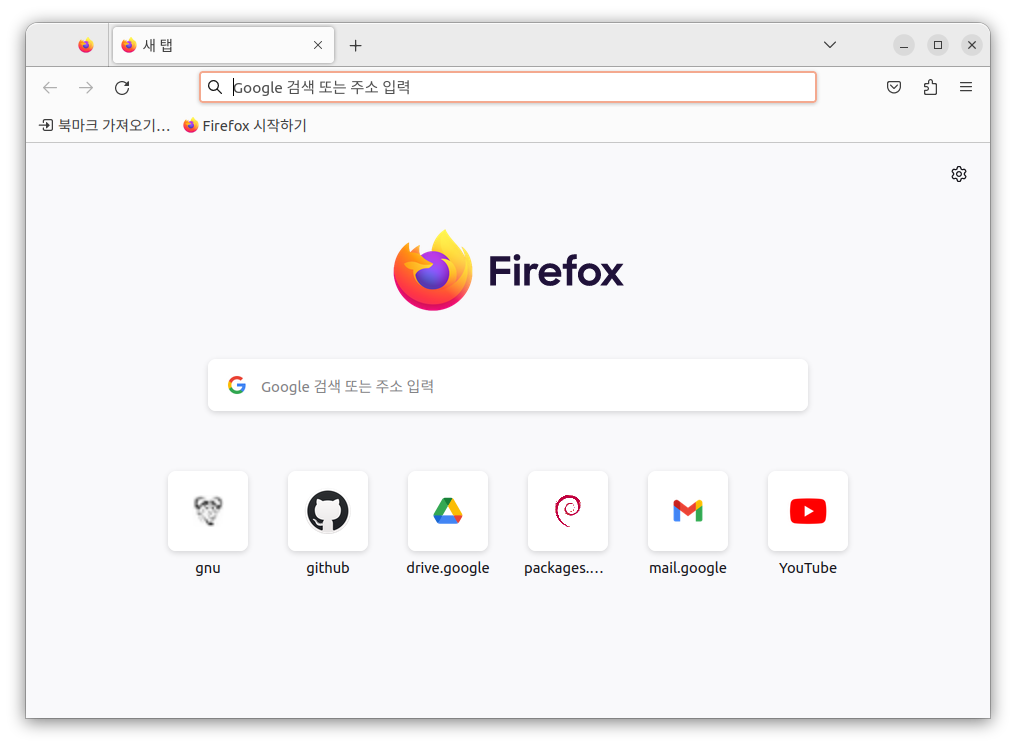 새 탭
Google 검색 또는 주소 입력
북마크 가져오기... Firefox 시작하기
Firefox
Google 검색 또는 주소 입력
gnu github drive.google packages.... mail.google YouTube